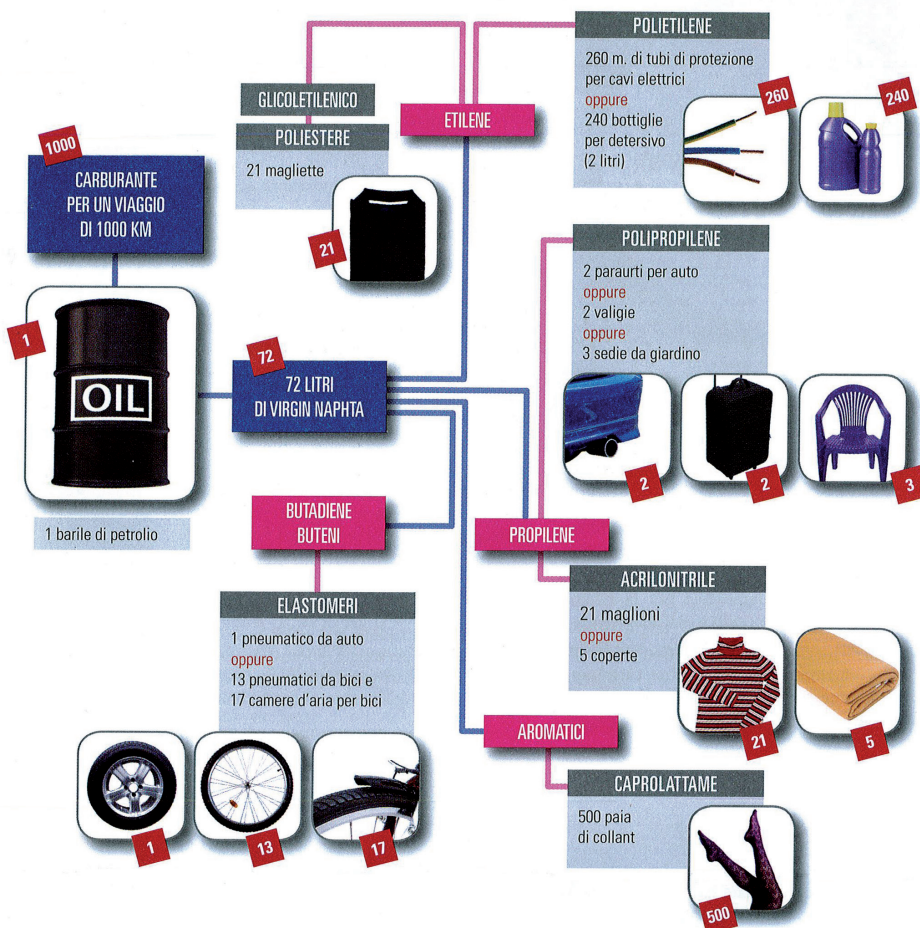 1000
CARBURANTE
PER UN VIAGGIO
DI 1000 KM
1
OIL
1 barile di petrolio
72
72 LITRI
DI VIRGIN NAPHTA
GLICOLETILENICO
POLIESTERE
21 magliette
21
ETILENE
POLIETILENE
260 m. di tubi di protezione
per cavi elettrici
oppure
240 bottiglie
per detersivo
(2 litri)
260
240
POLIPROPILENE
2 paraurti per auto
oppure
2 valigie
oppure
3 sedie da giardino
2
2
3
BUTADIENE
BUTENI
ELASTOMERI
1 pneumatico da auto
oppure
13 pneumatici da bici e
17 camere d'aria per bici
1
13
17
PROPILENE
ACRILONITRILE
21 maglioni
oppure
5 coperte
21
5
AROMATICI
CAPROLATTAME
500 paia
di collant
500